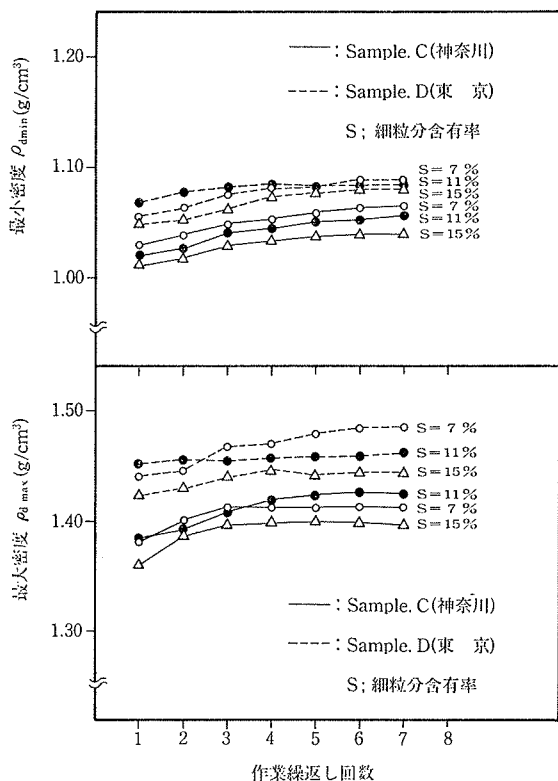 最小密度 ρdmin(g/cm³)
1.20
1.10
1.00
——: Sample. C(神奈川)
-----: Sample. D(東 京)
S; 細粒分含有率
S= 7 %
S=11%
S=15%
S= 7 %
S=11%
S=15%
最大密度 ρd max(g/cm³)
1.50
1.40
1.30
S= 7 %
S=11%
S=15%
S=11%
S= 7 %
S=15%
——: Sample. C(神奈川)
-----: Sample. D(東 京)
S; 細粒分含有率
1 2 3 4 5 6 7 8
作業繰返し回数